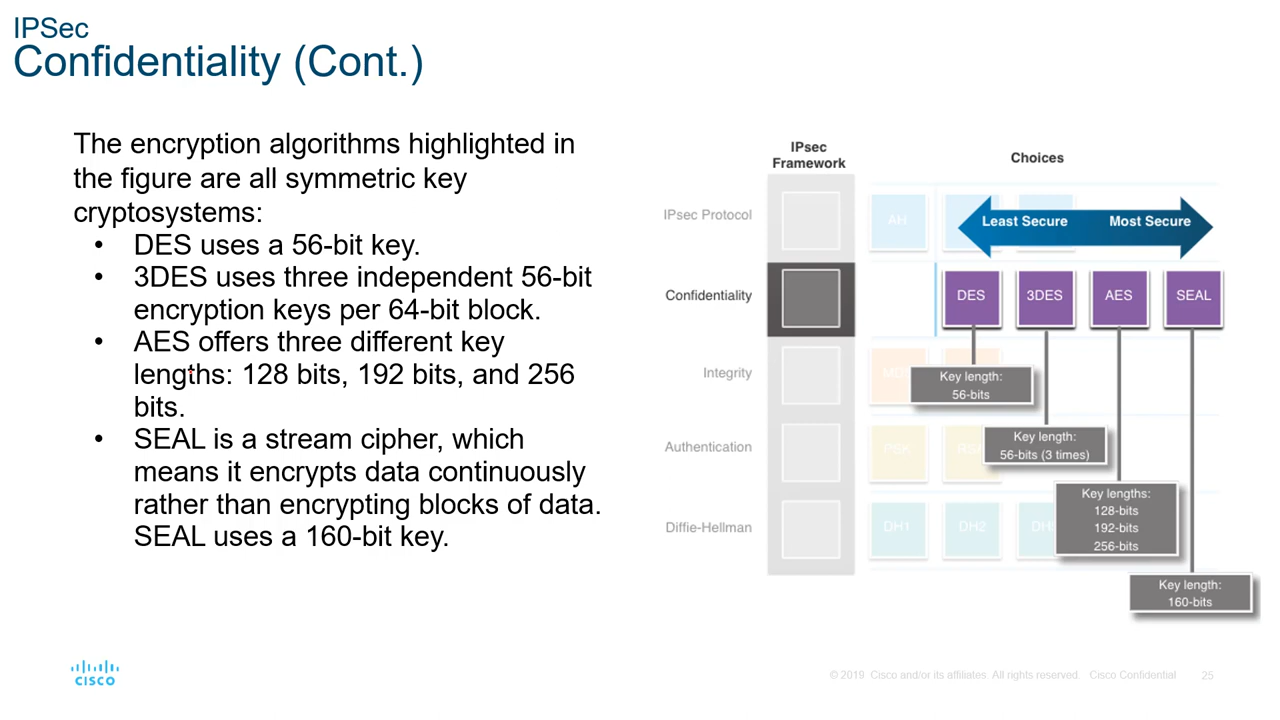 IPSec
Confidentiality (Cont.)
The encryption algorithms highlighted in
the figure are all symmetric key
cryptosystems:
• DES uses a 56-bit key.
• 3DES uses three independent 56-bit
encryption keys per 64-bit block.
• AES offers three different key
lengths: 128 bits, 192 bits, and 256
bits.
• SEAL is a stream cipher, which
means it encrypts data continuously
rather than encrypting blocks of data.
SEAL uses a 160-bit key.
IPsec
Framework
Choices
IPsec Protocol
AH
Least Secure
Most Secure
Confidentiality
DES
3DES
AES
SEAL
Integrity
Key length:
56-bits
Authentication
PSK
Key length:
56-bits (3 times)
Diffie-Hellman
DH1
DH2
Key lengths:
128-bits
192-bits
256-bits
Key length:
160-bits
CISCO
© 2019 Cisco and/or its affiliates. All rights reserved. Cisco Confidential
25